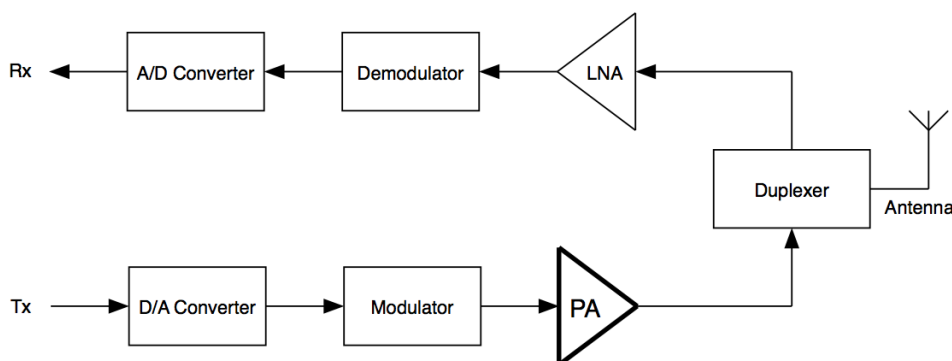 Rx
A/D Converter
Demodulator
LNA
Duplexer
Antenna
Tx
D/A Converter
Modulator
PA